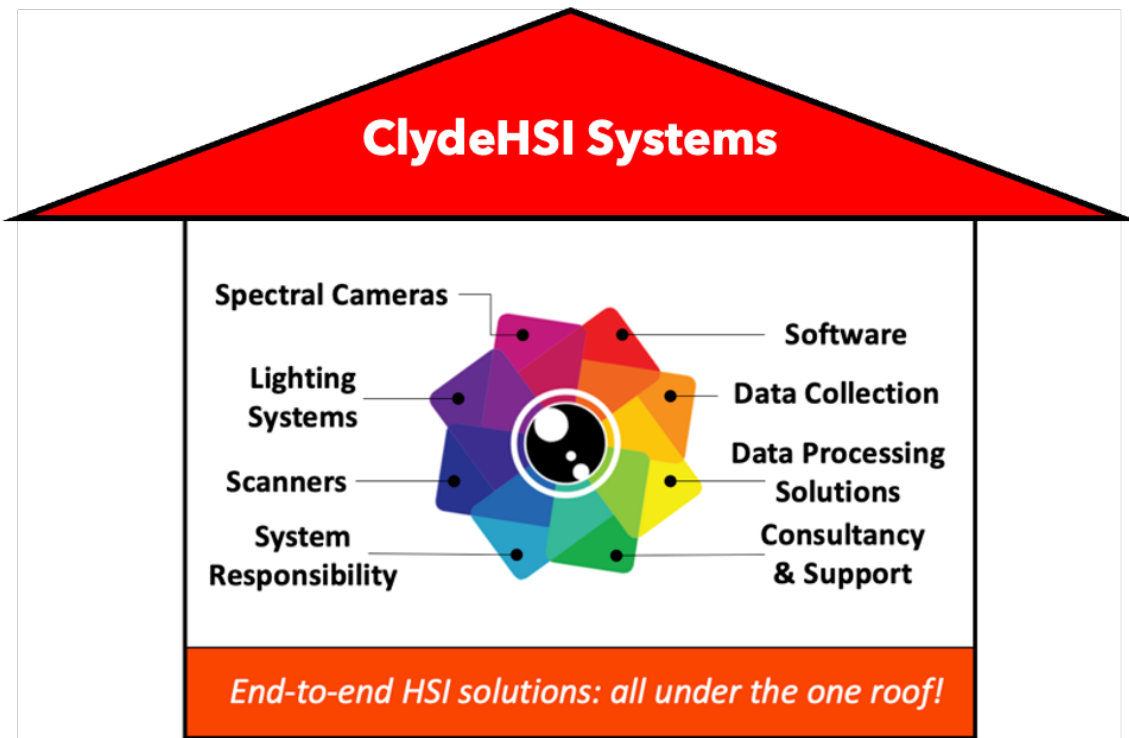 ClydeHSI Systems
Spectral Cameras
Lighting
Systems
Scanners
System
Responsibility
Software
Data Collection
Data Processing
Solutions
Consultancy
& Support
End-to-end HSI solutions: all under the one roof!